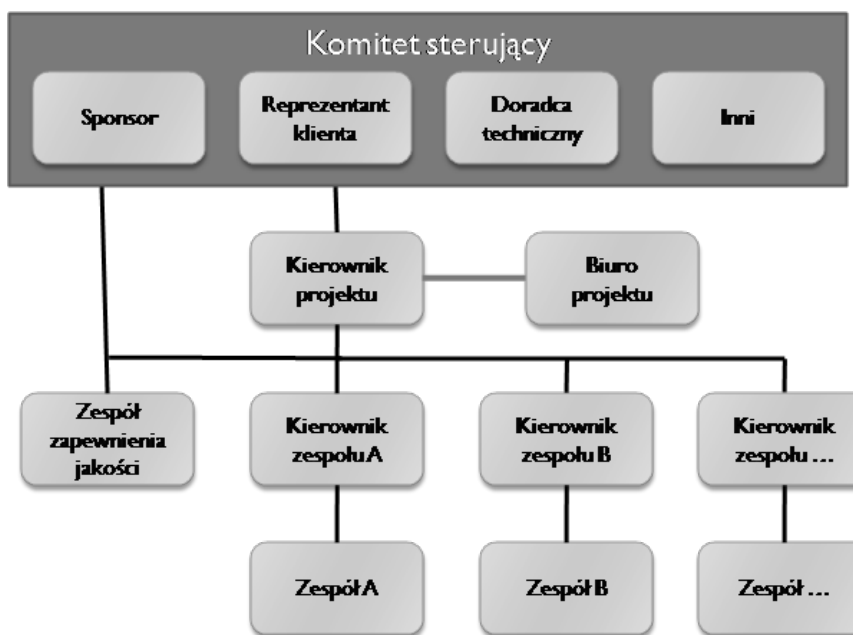 Komitet sterujący
Sponsor
Reprezentant
klienta
Doradca
techniczny
Inni
Kierownik
projektu
Biuro
projektu
Zespół
zapewnienia
jakości
Kierownik
zespołu A
Kierownik
zespołu B
Kierownik
zespołu ...
Zespół A
Zespół B
Zespół ...